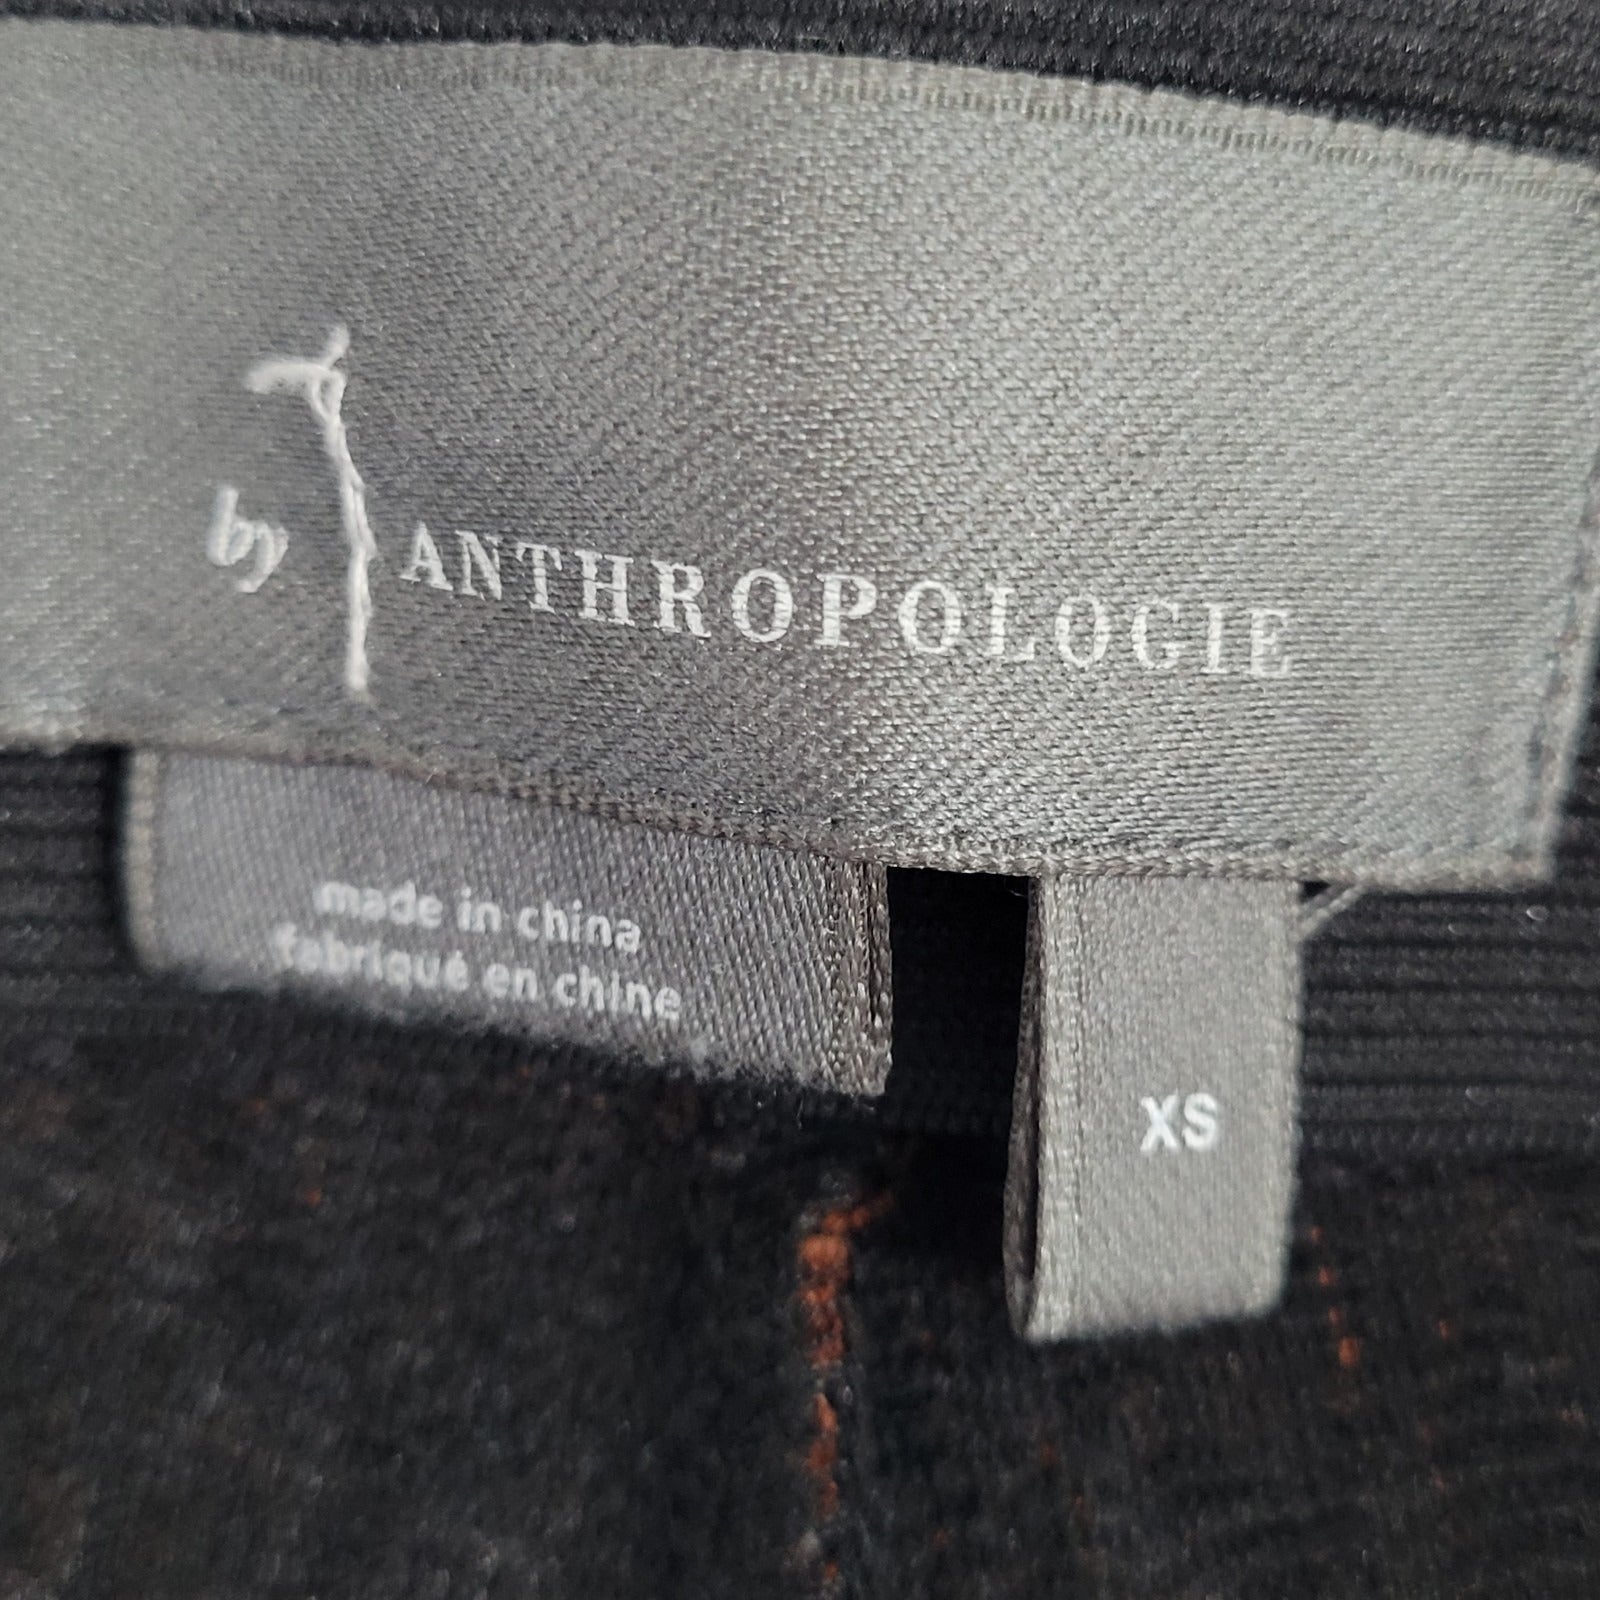 by ANTHROPOLOGIE
made in china
fabriqué en chine
XS